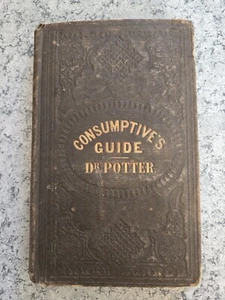 CONSUMPTIVE'S
GUIDE
DR. POTTER.